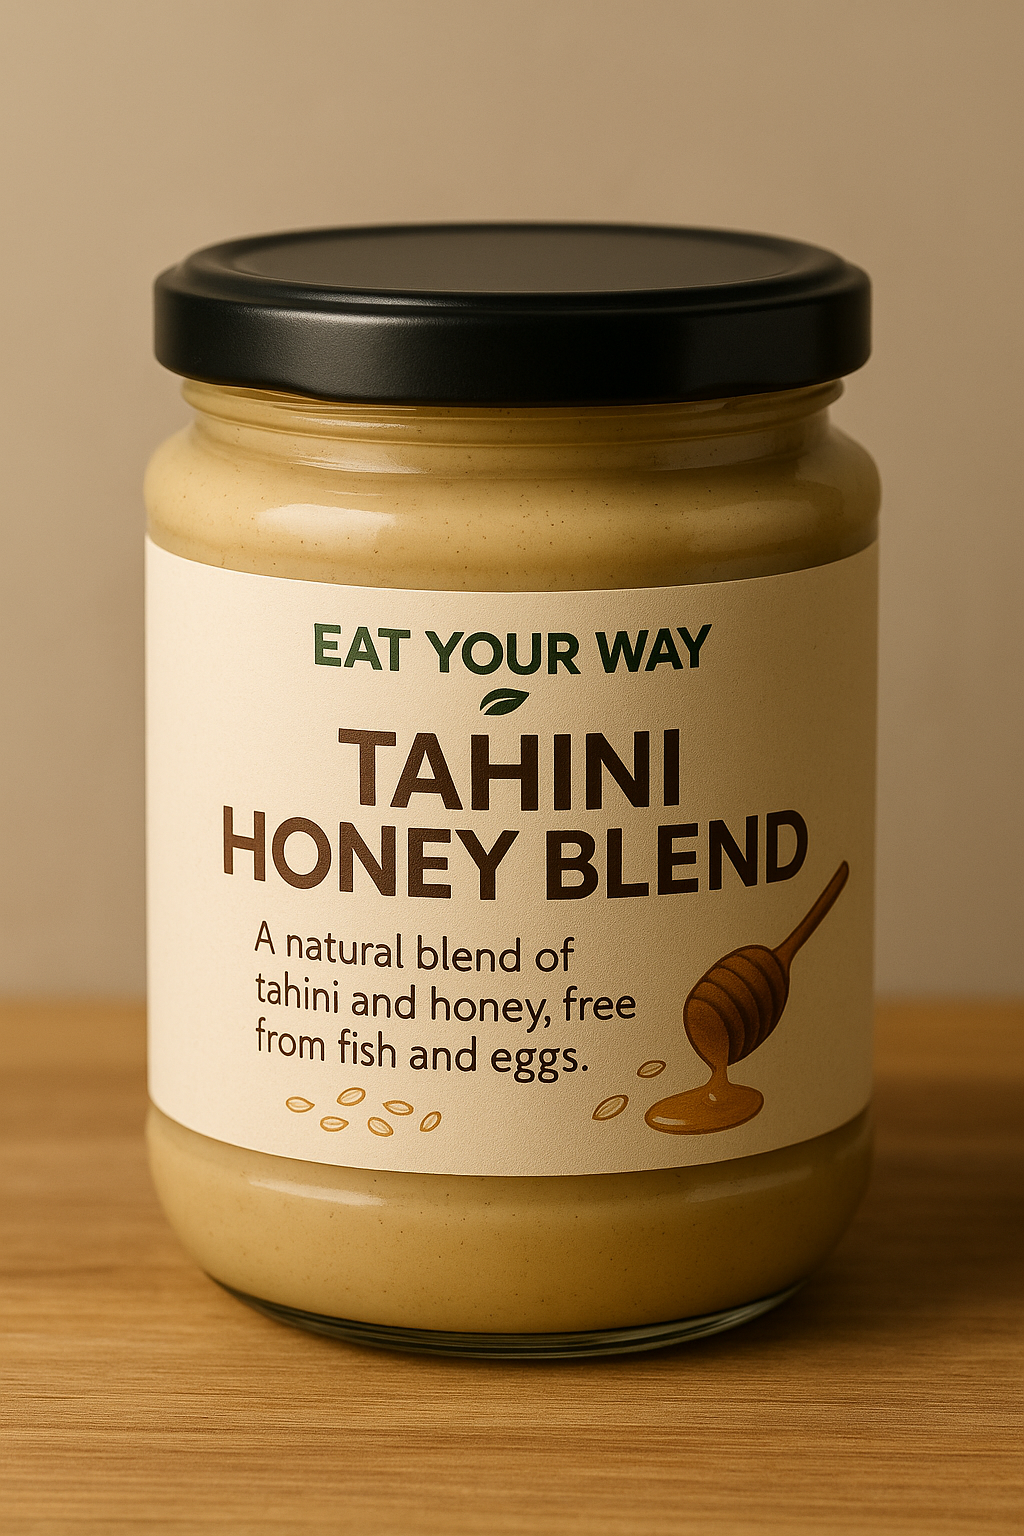 EAT YOUR WAY
TAHINI
HONEY BLEND
A natural blend of
tahini and honey, free
from fish and eggs.